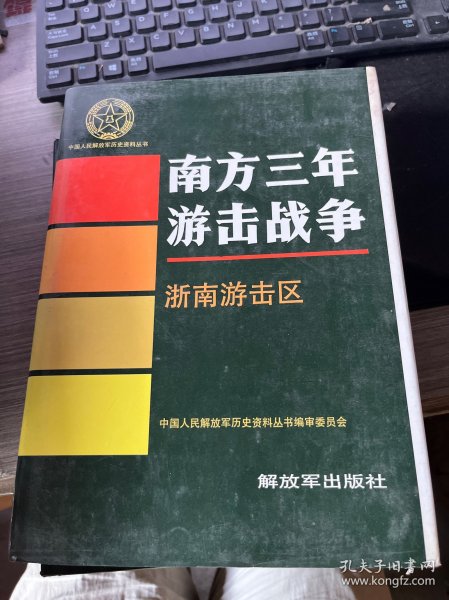 中国人民解放军历史资料丛书
南方三年
游击战争
浙南游击区
中国人民解放军历史资料丛书编审委员会
解放军出版社
孔夫子旧书网
www.kongfz.com